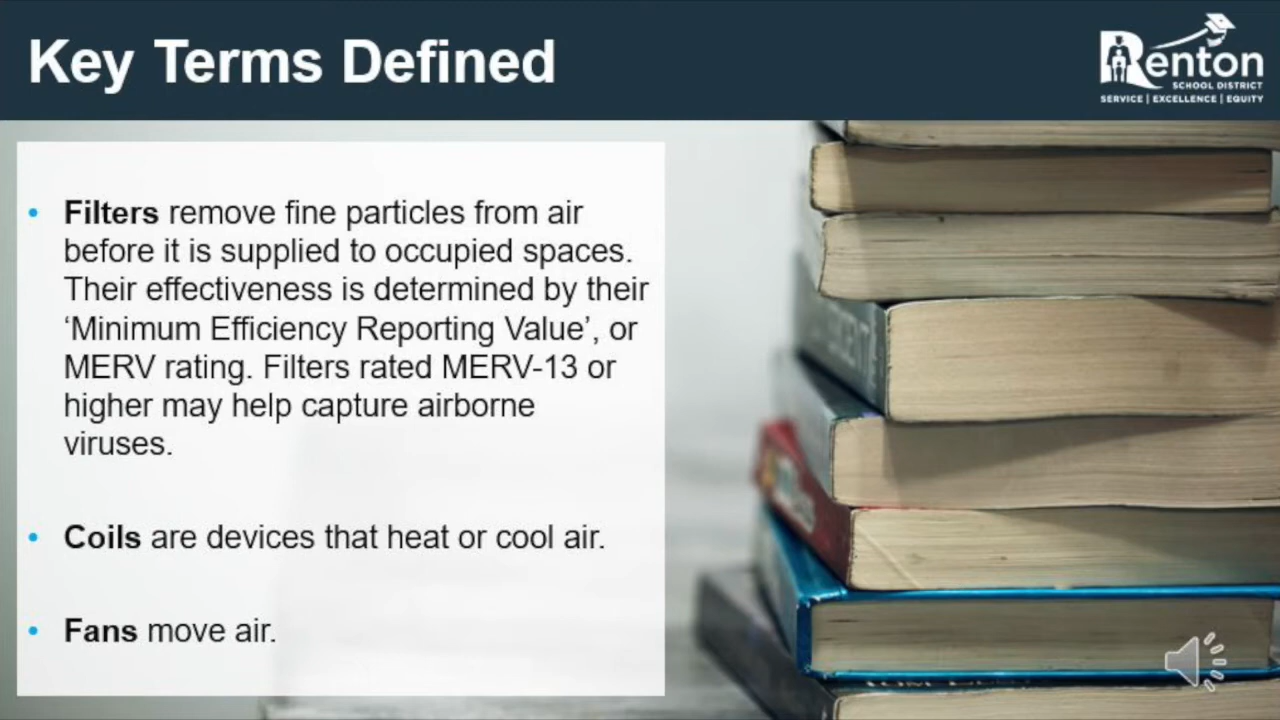 Key Terms Defined
Renton
SCHOOL DISTRICT
SERVICE | EXCELLENCE | EQUITY
• Filters remove fine particles from air
before it is supplied to occupied spaces.
Their effectiveness is determined by their
‘Minimum Efficiency Reporting Value’, or
MERV rating. Filters rated MERV-13 or
higher may help capture airborne
viruses.
• Coils are devices that heat or cool air.
• Fans move air.